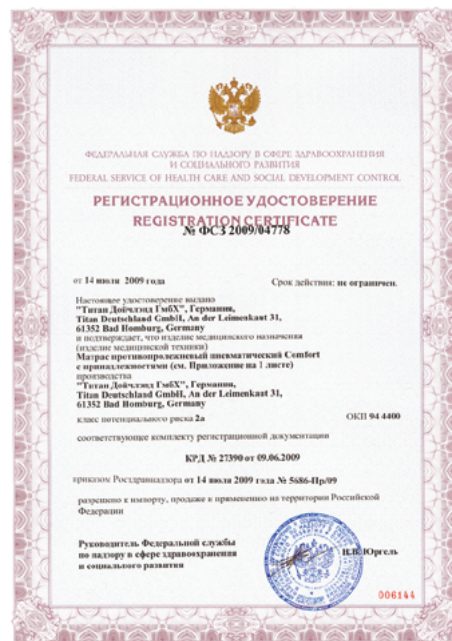 ФЕДЕРАЛЬНАЯ СЛУЖБА ПО НАДЗОРУ В СФЕРЕ ЗДРАВООХРАНЕНИЯ
И СОЦИАЛЬНОГО РАЗВИТИЯ
FEDERAL SERVICE OF HEALTH CARE AND SOCIAL DEVELOPMENT CONTROL
РЕГИСТРАЦИОННОЕ УДОСТОВЕРЕНИЕ
REGISTRATION CERTIFICATE
№ ФСЗ 2009/04778
от 14 июля 2009 года Срок действия: не ограничен.
Настоящее удостоверение выдано
"Титан Дойчлэнд ГмбХ", Германия,
Titan Deutschland GmbH, An der Leimenkaut 31,
61352 Bad Homburg, Germany
и подтверждает, что изделие медицинского назначения
(изделие медицинской техники)
Матрас противопролежневый пневматический Comfort
с принадлежностями (см. Приложение на 1 листе)
производства
"Титан Дойчлэнд ГмбХ", Германия,
Titan Deutschland GmbH, An der Leimenkaut 31,
61352 Bad Homburg, Germany
класс потенциального риска 2а ОКП 94 4400
соответствующее комплекту регистрационной документации
КРД № 27390 от 09.06.2009
приказом Росздравнадзора от 14 июля 2009 года № 5686-Пр/09
разрешено к импорту, продаже и применению на территории Российской
Федерации
Руководитель Федеральной службы
по надзору в сфере здравоохранения
и социального развития
Н.В. Юргель
006144